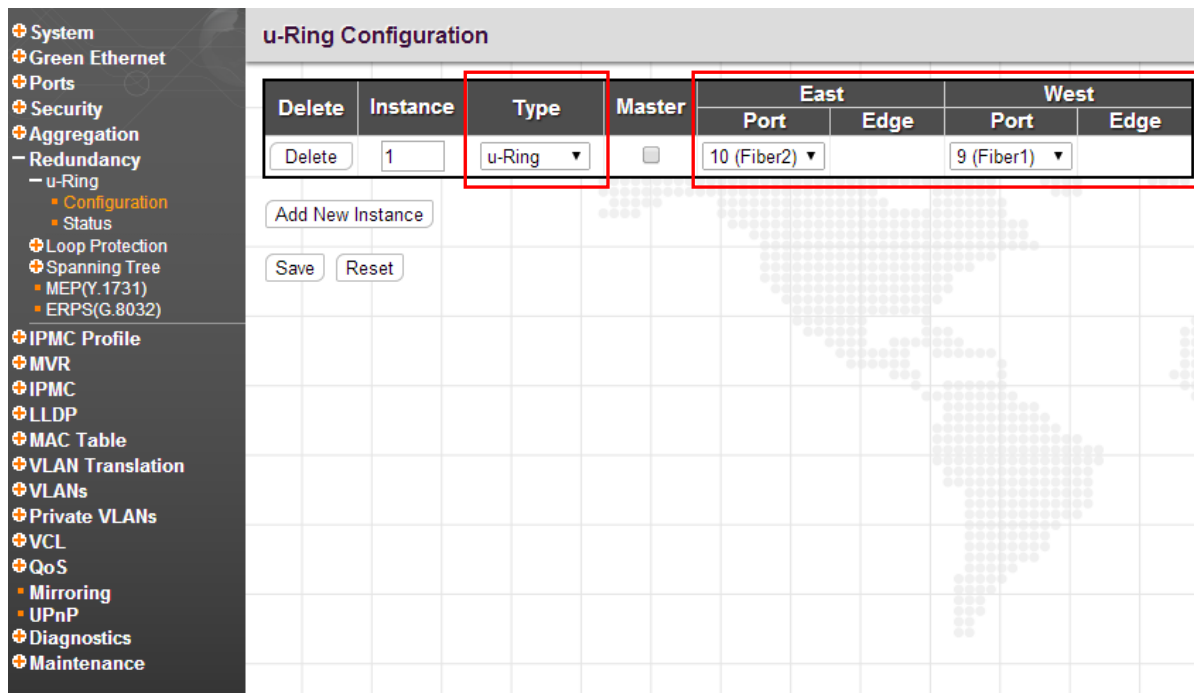 System
Green Ethernet
Ports
Security
Aggregation
Redundancy
u-Ring
Configuration
Status
Loop Protection
Spanning Tree
MEP(Y.1731)
ERPS(G.8032)
IPMC Profile
MVR
IPMC
LLDP
MAC Table
VLAN Translation
VLANs
Private VLANs
VCL
QoS
Mirroring
UPnP
Diagnostics
Maintenance
u-Ring Configuration
Delete Instance Type Master East West
Port Edge Port Edge
Delete 1 u-Ring 10 (Fiber2) 9 (Fiber1)
Add New Instance
Save Reset